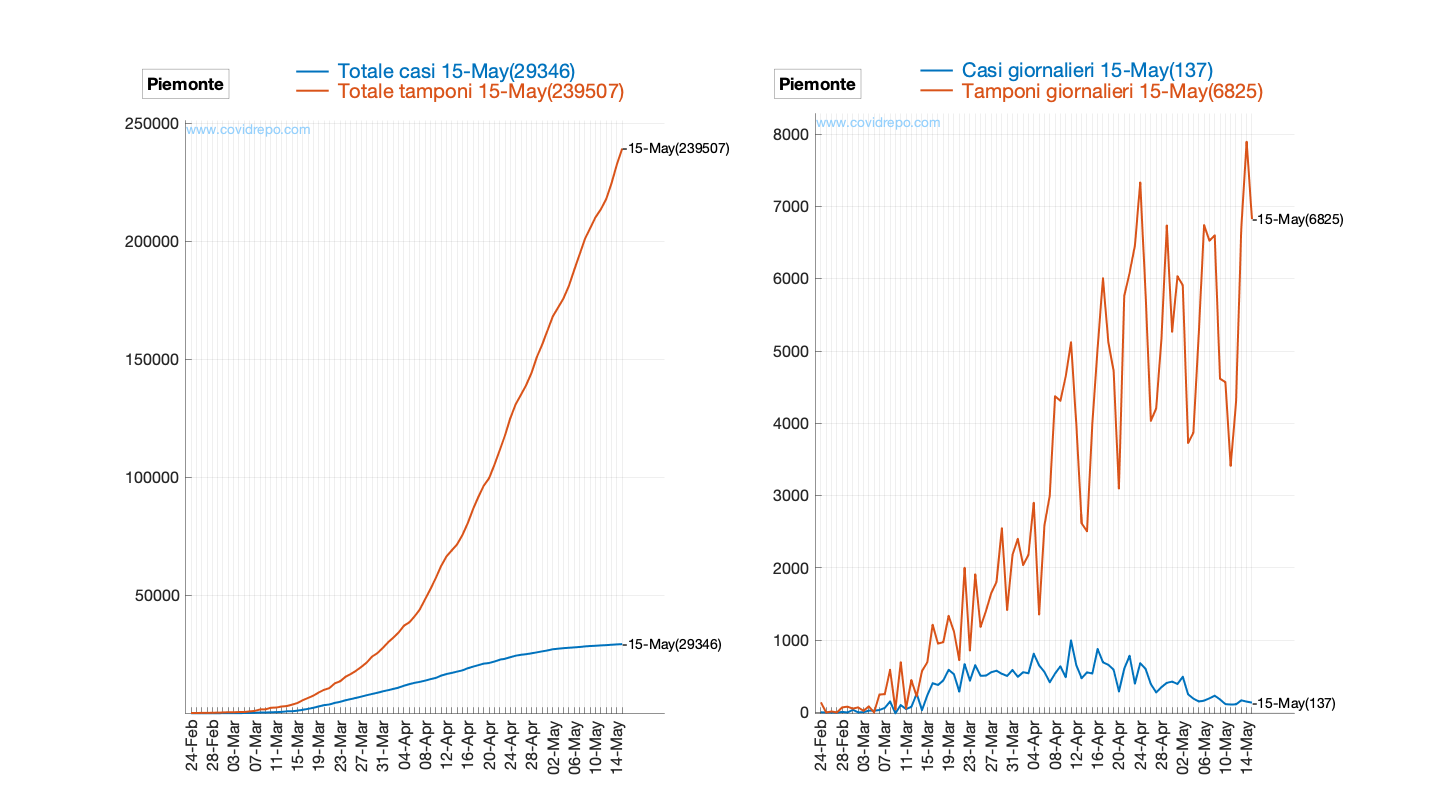 Piemonte
Totale casi 15-May(29346)
Totale tamponi 15-May(239507)
www.covidrepo.com
250000
200000
150000
100000
50000
15-May(239507)
15-May(29346)
24-Feb
28-Feb
03-Mar
07-Mar
11-Mar
15-Mar
19-Mar
23-Mar
27-Mar
31-Mar
04-Apr
08-Apr
12-Apr
16-Apr
20-Apr
24-Apr
28-Apr
02-May
06-May
10-May
14-May
Piemonte
Casi giornalieri 15-May(137)
Tamponi giornalieri 15-May(6825)
www.covidrepo.com
8000
7000
6000
5000
4000
3000
2000
1000
0
15-May(6825)
15-May(137)
24-Feb
28-Feb
03-Mar
07-Mar
11-Mar
15-Mar
19-Mar
23-Mar
27-Mar
31-Mar
04-Apr
08-Apr
12-Apr
16-Apr
20-Apr
24-Apr
28-Apr
02-May
06-May
10-May
14-May